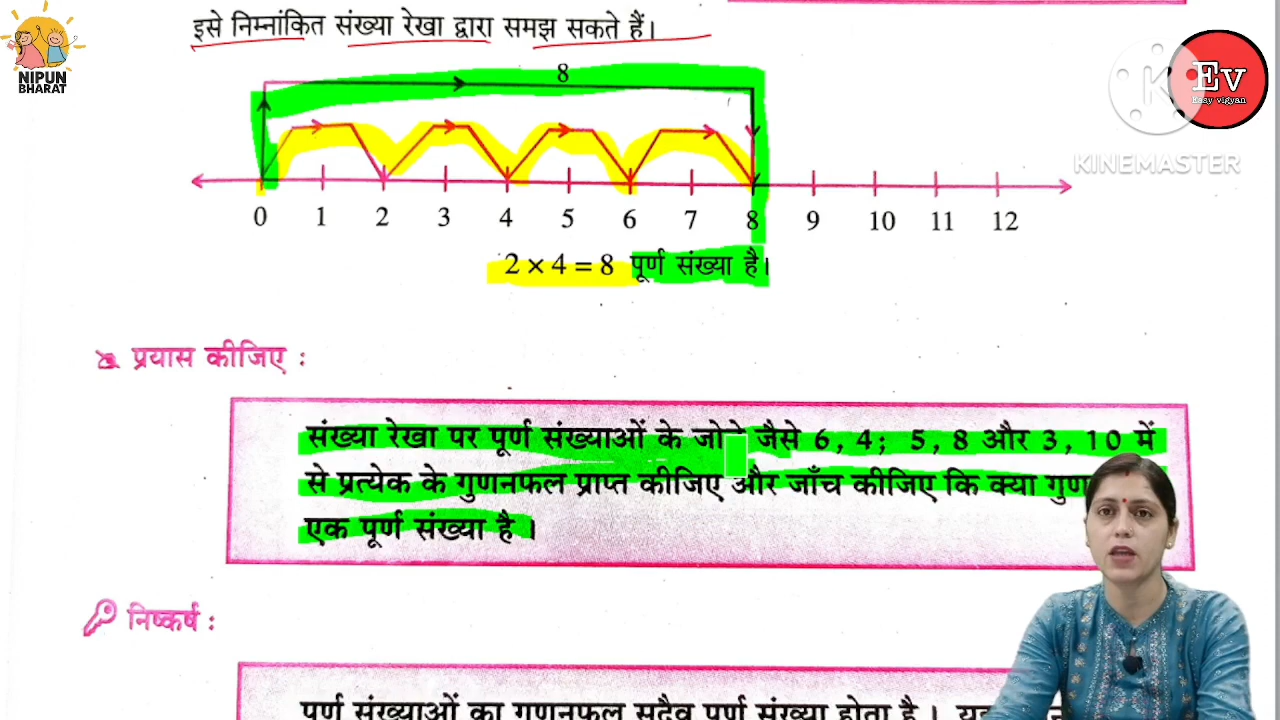 इसे निम्नांकित संख्या रेखा द्वारा समझ सकते हैं।
NIPUN
BHARAT
Ev
Easy vigyan
K
KINEMASTER
8
0 1 2 3 4 5 6 7 8 9 10 11 12
2 × 4 = 8 पूर्ण संख्या है।
प्रयास कीजिए :
संख्या रेखा पर पूर्ण संख्याओं के जैसे 6, 4; 5, 8 और 3, 10 में
से प्रत्येक के गुणनफल प्राप्त कीजिए और जाँच कीजिए कि क्या
एक पूर्ण संख्या है ।
निष्कर्ष :
पूर्ण संख्याओं का गुणनफल सदैव पूर्ण संख्या होता है ।